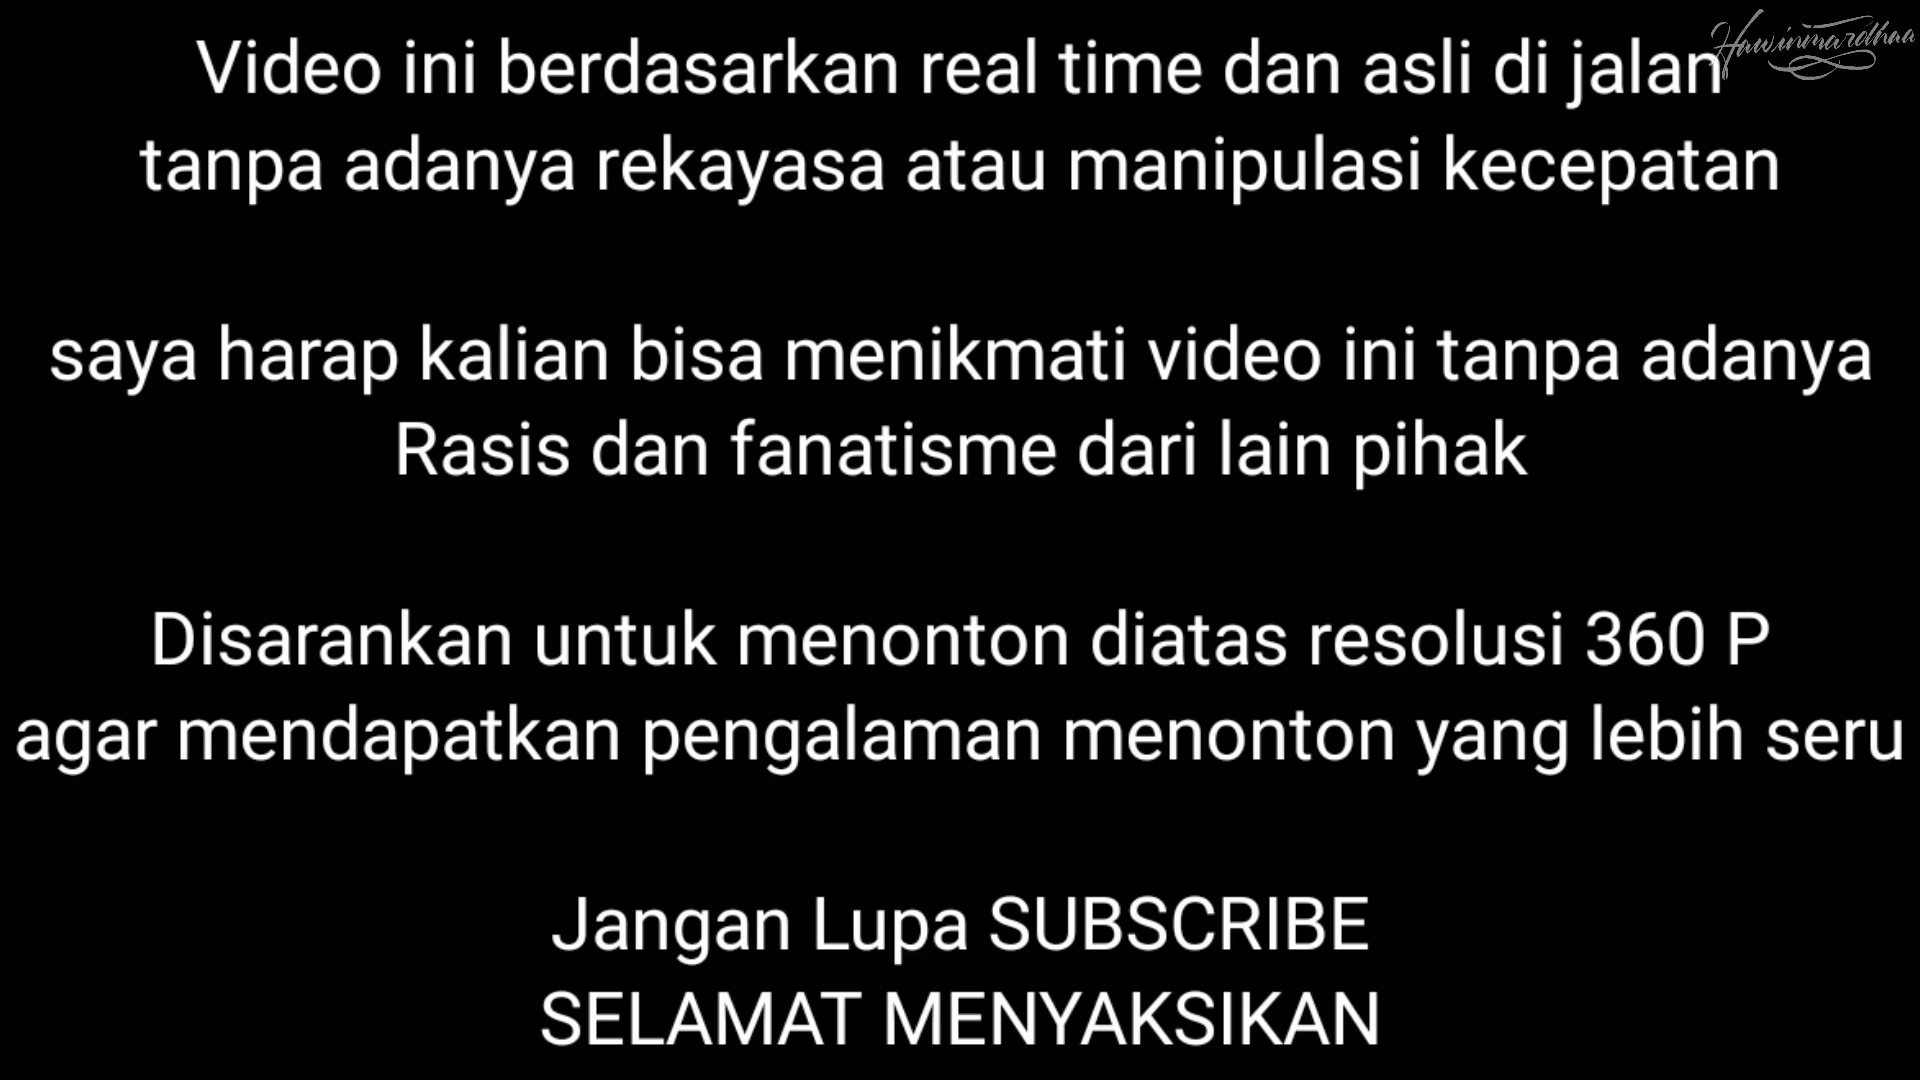 Hawinmardhaa
Video ini berdasarkan real time dan asli di jalan
tanpa adanya rekayasa atau manipulasi kecepatan
saya harap kalian bisa menikmati video ini tanpa adanya
Rasis dan fanatisme dari lain pihak
Disarankan untuk menonton diatas resolusi 360 P
agar mendapatkan pengalaman menonton yang lebih seru
Jangan Lupa SUBSCRIBE
SELAMAT MENYAKSIKAN